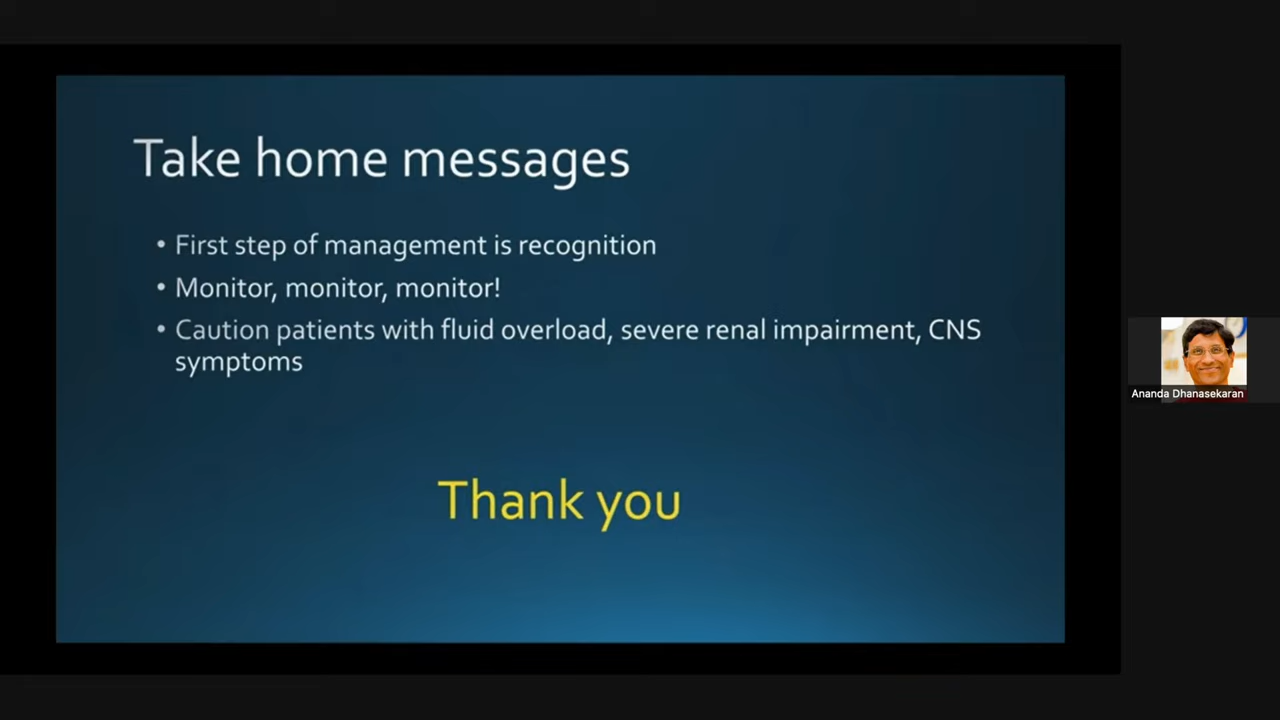 Take home messages
• First step of management is recognition
• Monitor, monitor, monitor!
• Caution patients with fluid overload, severe renal impairment, CNS
symptoms
Thank you
Ananda Dhanasekaran